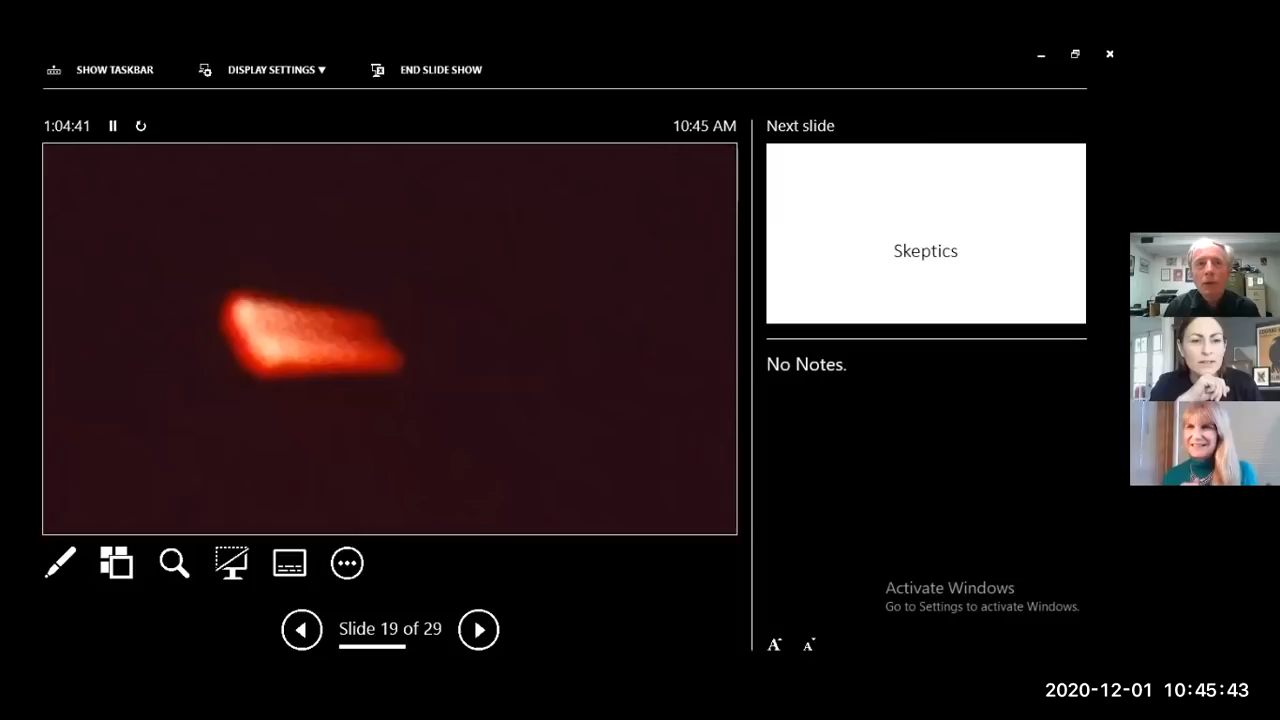 SHOW TASKBAR
DISPLAY SETTINGS ▼
END SLIDE SHOW
1:04:41
10:45 AM
Next slide
Skeptics
No Notes.
Activate Windows
Go to Settings to activate Windows.
Slide 19 of 29
A A
2020-12-01 10:45:43